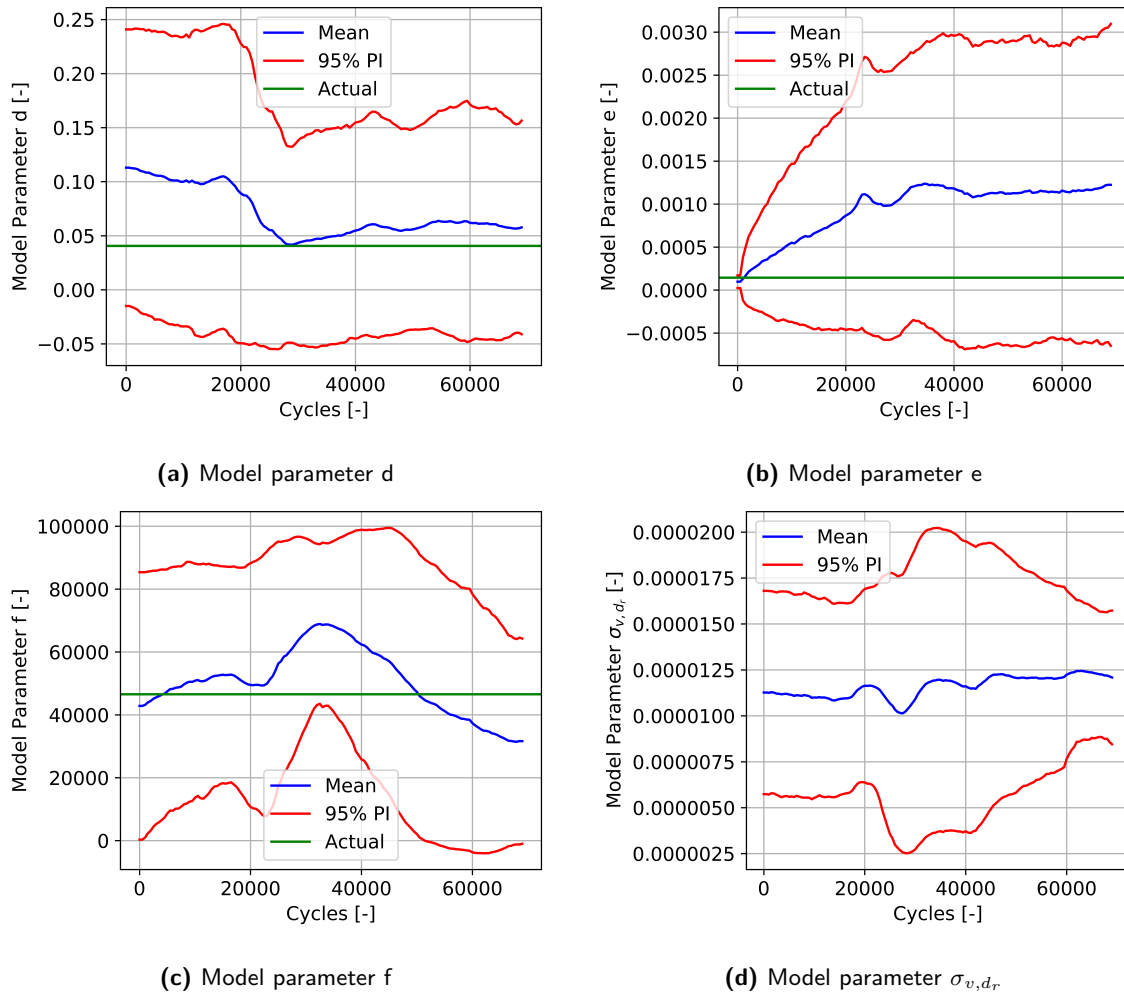 0.25
0.20
0.15
0.10
0.05
0.00
−0.05
Model Parameter d [-]
Mean
95% PI
Actual
0 20000 40000 60000
Cycles [-]
(a) Model parameter d
0.0030
0.0025
0.0020
0.0015
0.0010
0.0005
0.0000
−0.0005
Model Parameter e [-]
Mean
95% PI
Actual
0 20000 40000 60000
Cycles [-]
(b) Model parameter e
100000
80000
60000
40000
20000
0
Model Parameter f [-]
Mean
95% PI
Actual
0 20000 40000 60000
Cycles [-]
(c) Model parameter f
0.0000200
0.0000175
0.0000150
0.0000125
0.0000100
0.0000075
0.0000050
0.0000025
Model Parameter σ_{v,d_r} [-]
Mean
95% PI
0 20000 40000 60000
Cycles [-]
(d) Model parameter σ_{v,d_r}